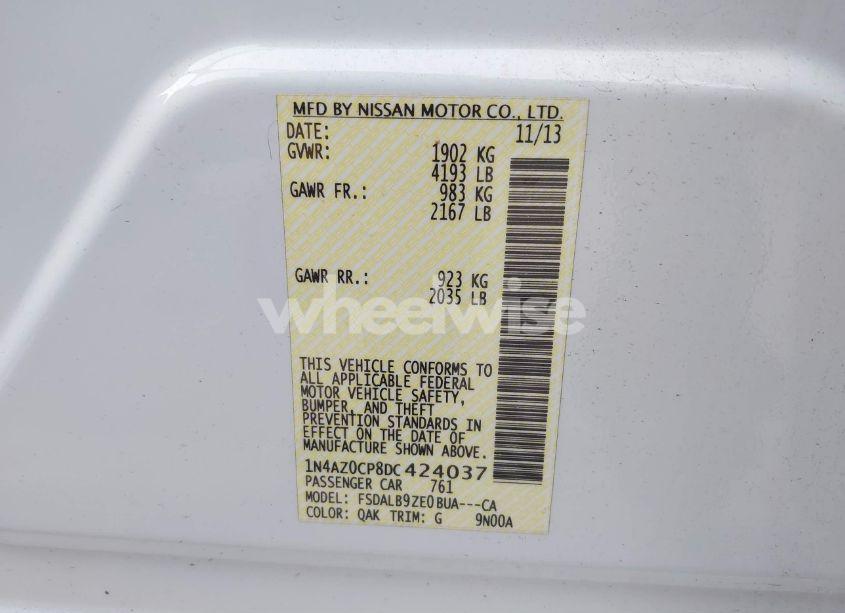 MFD BY NISSAN MOTOR CO., LTD.
DATE: 11/13
GVWR: 1902 KG
4193 LB
GAWR FR.: 983 KG
2167 LB
GAWR RR.: 923 KG
2035 LB
wheelwise
THIS VEHICLE CONFORMS TO
ALL APPLICABLE FEDERAL
MOTOR VEHICLE SAFETY,
BUMPER, AND THEFT
PREVENTION STANDARDS IN
EFFECT ON THE DATE OF
MANUFACTURE SHOWN ABOVE.
1N4AZ0CP8DC424037
PASSENGER CAR 761
MODEL: FSDALB9ZE0BUA---CA
COLOR: QAK TRIM: G 9N00A